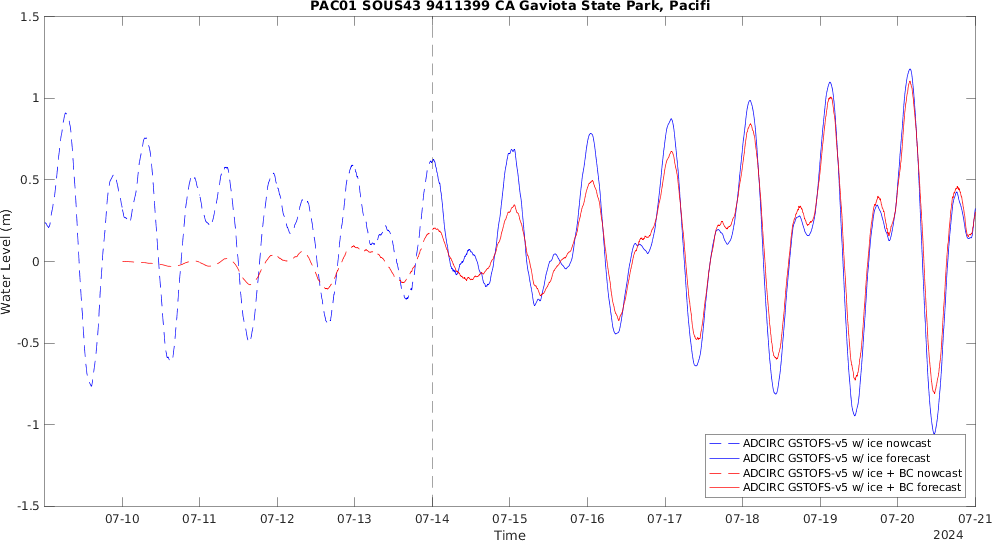 PAC01 SOUS43 9411399 CA Gaviota State Park, Pacifi
1.5
1
0.5
0
-0.5
-1
-1.5
Water Level (m)
ADCIRC GSTOFS-v5 w/ ice nowcast
ADCIRC GSTOFS-v5 w/ ice forecast
ADCIRC GSTOFS-v5 w/ ice + BC nowcast
ADCIRC GSTOFS-v5 w/ ice + BC forecast
07-10 07-11 07-12 07-13 07-14 07-15 07-16 07-17 07-18 07-19 07-20 07-21
Time
2024